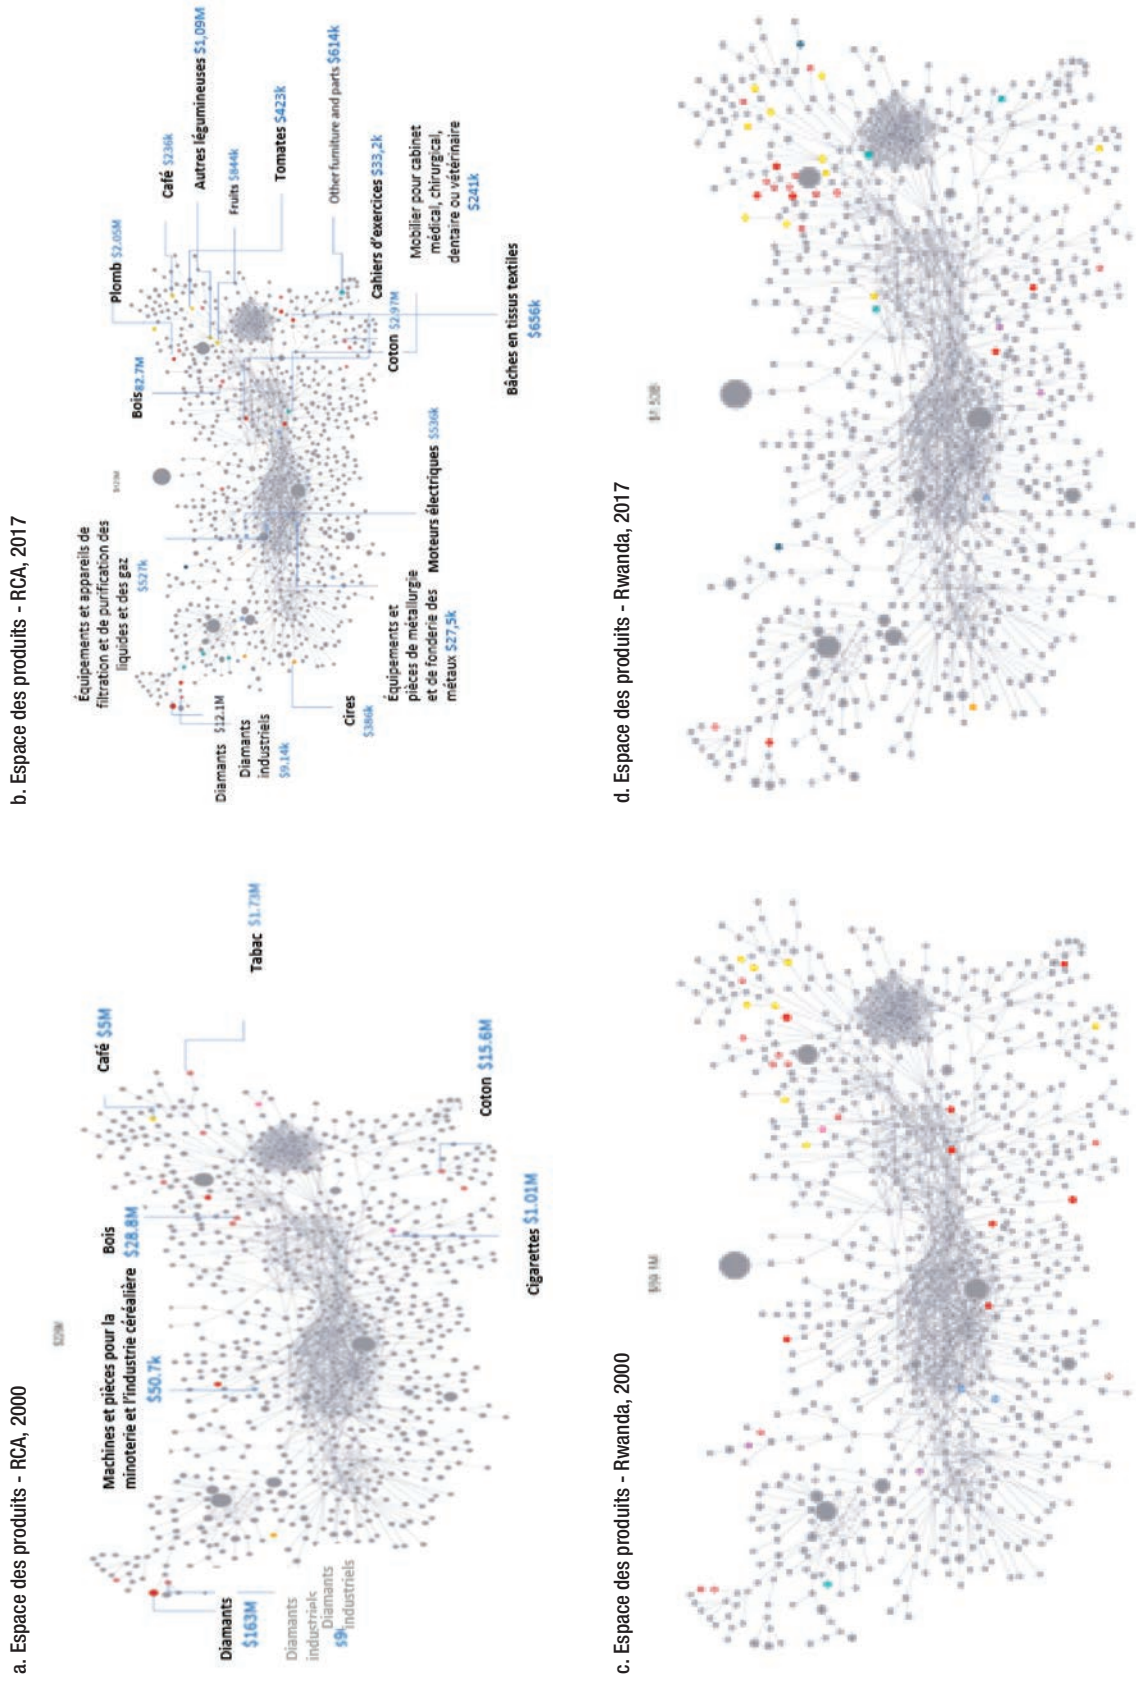 a. Espace des produits - RCA, 2000
Café $5M
Tabac $1.73M
Bois
$28.8M
Machines et pièces pour la
minoterie et l'industrie céréalière
$50.7k
Diamants
$163M
Diamants
industriels
Diamants
Industriels
Coton $15.6M
Cigarettes $1.01M
b. Espace des produits - RCA, 2017
Équipements et appareils de
filtration et de purification des
liquides et des gaz
$527k
Bois $2.7M
Plomb $2.05M
Café $236k
Autres légumineuses $1,09M
Fruits $844k
Tomates $423k
Other furniture and parts $614k
Cahiers d'exercices $33,2k
Mobilier pour cabinet
médical, chirurgical,
dentaire ou vétérinaire
$241k
Coton $2.97M
Bâches en tissus textiles
$656k
Moteurs électriques $536k
Équipements et
pièces de métallurgie
et de fonderie des
métaux $27,5k
Cires
$386k
Diamants $12.1M
Diamants
industriels
$9.14k
c. Espace des produits - Rwanda, 2000
d. Espace des produits - Rwanda, 2017